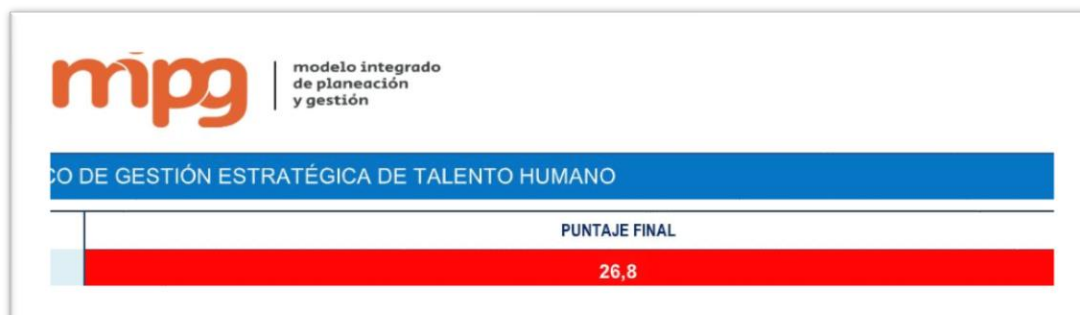 mipg
modelo integrado
de planeación
y gestión
CO DE GESTIÓN ESTRATÉGICA DE TALENTO HUMANO
PUNTAJE FINAL
26,8